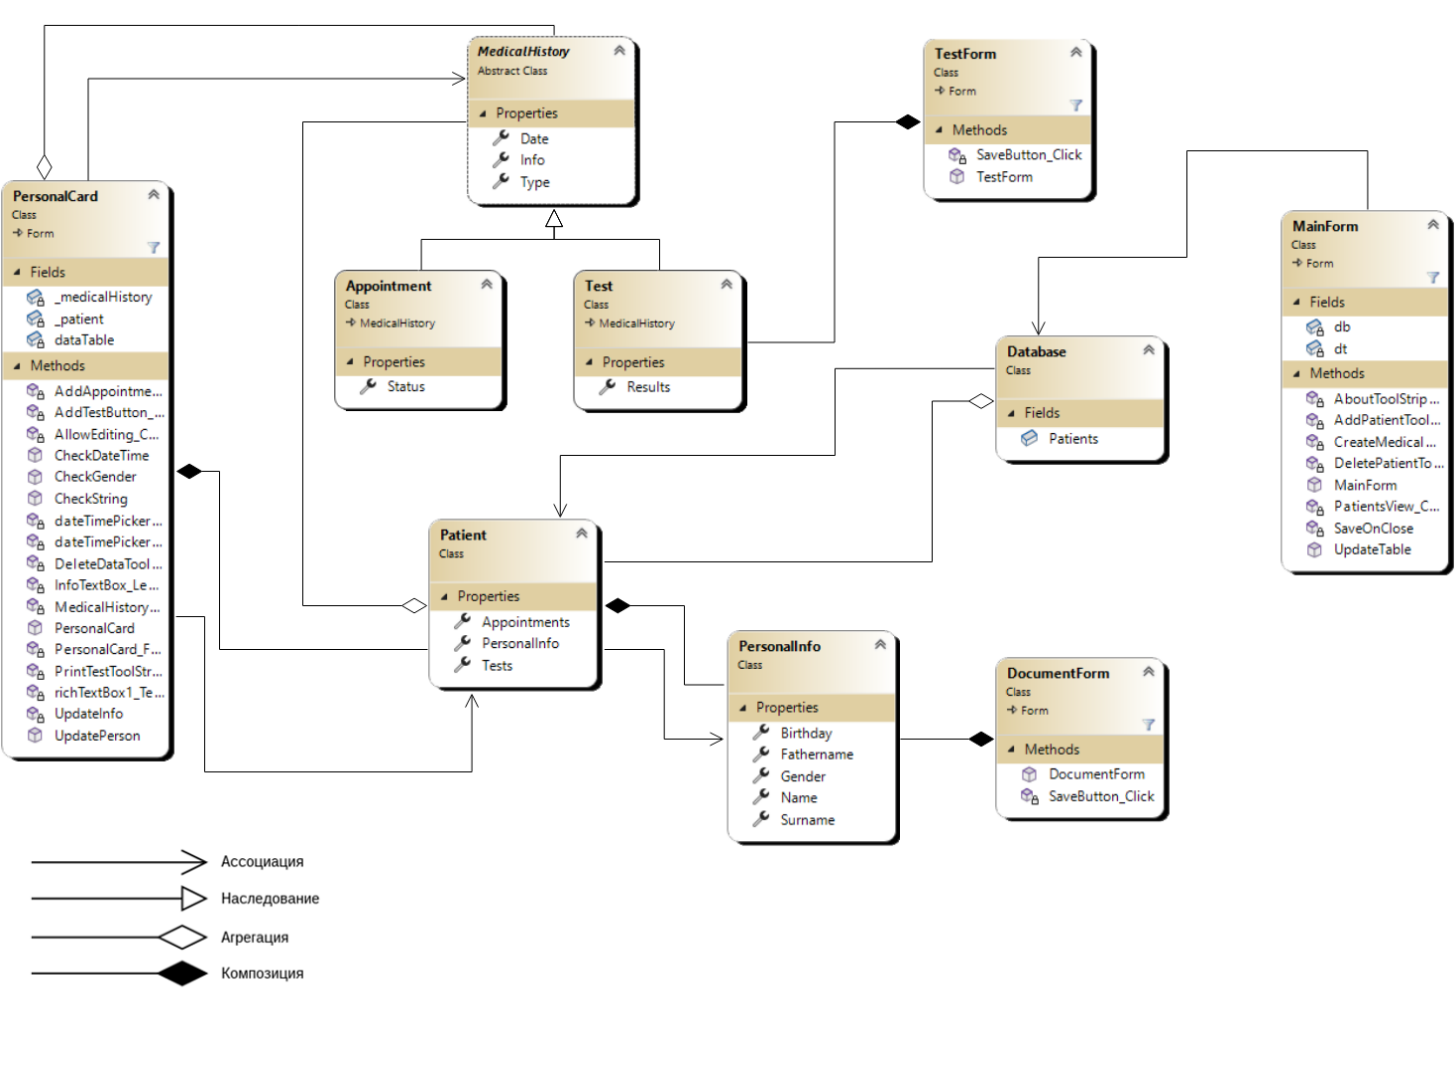 MedicalHistory
Abstract Class
Properties
Date
Info
Type
TestForm
Class
Form
Methods
SaveButton_Click
TestForm
PersonalCard
Class
Form
Fields
_medicalHistory
_patient
dataTable
Methods
AddAppointme...
AddTestButton_...
AllowEditing_C...
CheckDateTime
CheckGender
CheckString
dateTimePicker...
dateTimePicker...
DeleteDataTool...
InfoTextBox_Le...
MedicalHistory...
PersonalCard
PersonalCard_F...
PrintTestToolStr...
richTextBox1_Te...
UpdateInfo
UpdatePerson
MainForm
Class
Form
Fields
db
dt
Methods
AboutToolStrip...
AddPatientTool...
CreateMedical...
DeletePatientTo...
MainForm
PatientsView_C...
SaveOnClose
UpdateTable
Appointment
Class
MedicalHistory
Properties
Status
Test
Class
MedicalHistory
Properties
Results
Database
Class
Fields
Patients
Patient
Class
Properties
Appointments
PersonalInfo
Tests
PersonalInfo
Class
Properties
Birthday
Fathername
Gender
Name
Surname
DocumentForm
Class
Form
Methods
DocumentForm
SaveButton_Click
Ассоциация
Наследование
Агрегация
Композиция